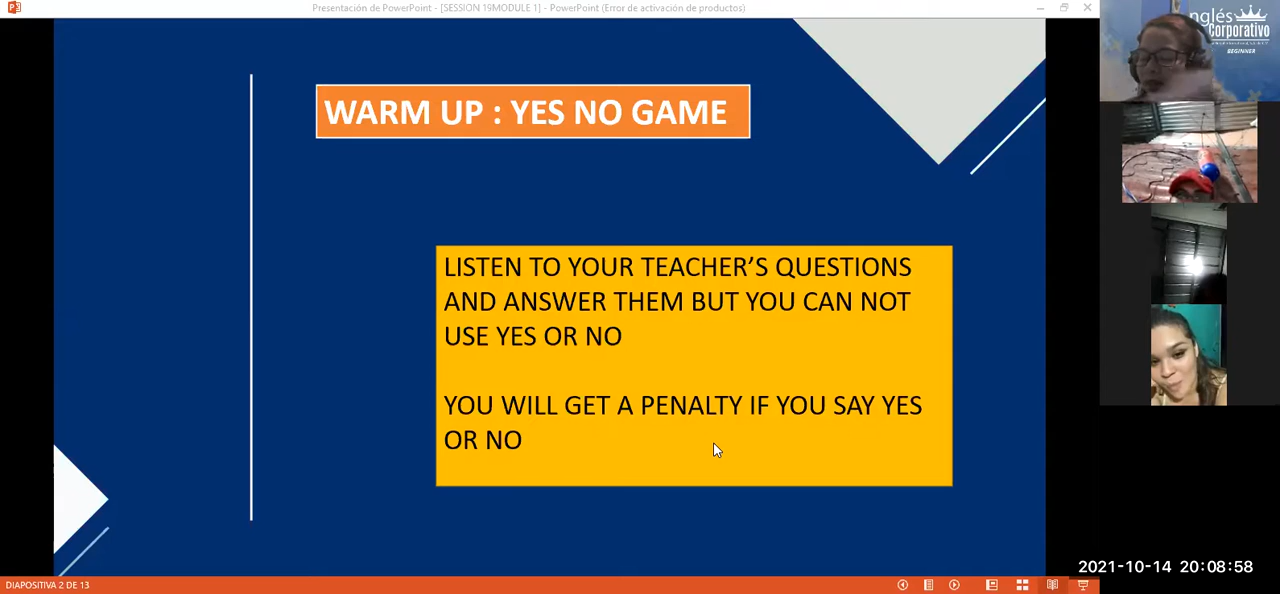 Presentación de PowerPoint - [SESSION 19MODULE 1] - PowerPoint (Error de activación de productos)
nglés
Corporativo
BEGINNER
WARM UP : YES NO GAME
LISTEN TO YOUR TEACHER’S QUESTIONS
AND ANSWER THEM BUT YOU CAN NOT
USE YES OR NO
YOU WILL GET A PENALTY IF YOU SAY YES
OR NO
2021-10-14 20:08:58
DIAPOSITIVA 2 DE 13